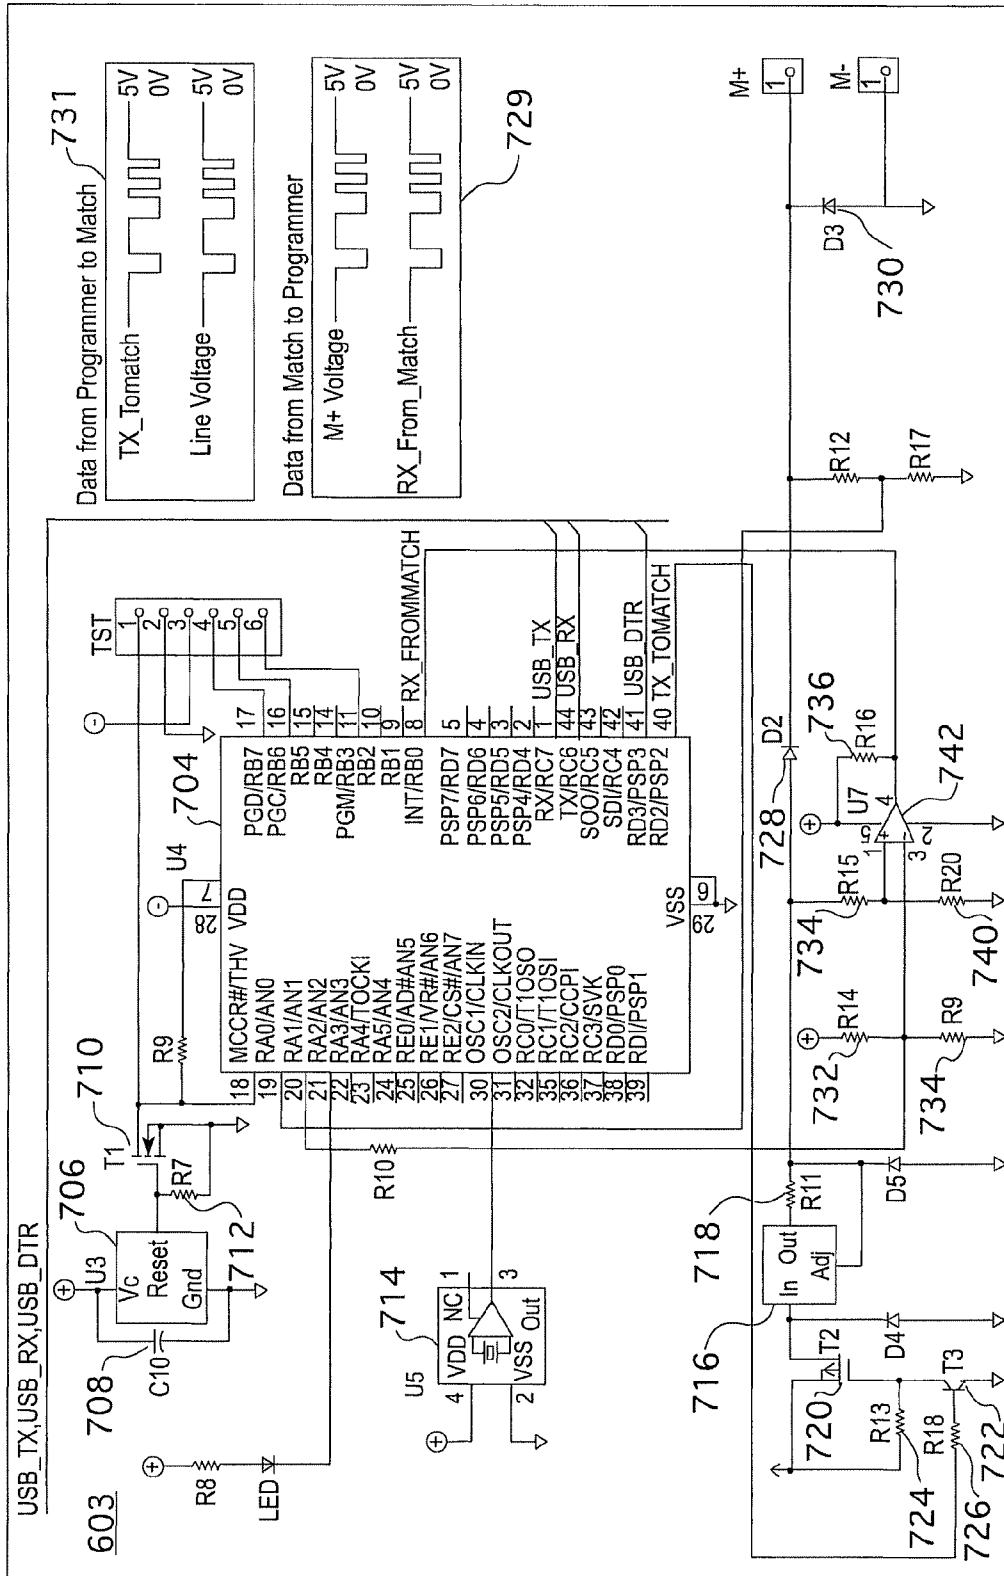 USB_TX,USB_RX,USB_DTR
603
708
C10
706
U3
Vc
Reset
Gnd
712
710
T1
R7
R9
R8
LED
714
U5
4
VDD
NC
1
3
VSS
Out
2
R10
704
U4
7
28
VDD
18
MCCR#/THV
19
RA0/AN0
20
RA1/AN1
21
RA2/AN2
22
RA3/AN3
23
RA4/TOCKI
24
RA5/AN4
25
RE0/AD#AN5
26
RE1/VR#/AN6
27
RE2/CS#/AN7
30
OSC1/CLKIN
31
OSC2/CLKOUT
32
RC0/T1OSO
35
RC1/T1OSI
36
RC2/CCPI
37
RC3/SVK
38
RD0/PSP0
39
RDI/PSP1
PGD/RB7
17
PGC/RB6
16
RB5
15
RB4
14
PGM/RB3
11
RB2
10
RB1
9
INT/RB0
8
PSP7/RD7
5
PSP6/RD6
4
PSP5/RD5
3
PSP4/RD4
2
RX/RC7
1
TX/RC6
44
SOO/RC5
43
SDI/RC4
42
RD3/PSP3
41
RD2/PSP2
40
VSS
29
6
TST
1
2
3
4
5
6
RX_FROMMATCH
USB_TX
USB_RX
USB_DTR
TX_TOMATCH
Data from Programmer to Match
731
TX_Tomatch
5V
0V
Line Voltage
5V
0V
Data from Match to Programmer
M+ Voltage
5V
0V
RX_From_Match
5V
0V
729
716
In
Out
Adj
718
R11
D5
D4
720
T2
R13
724
T3
722
R18
726
732
R14
734
R9
734
R15
740
R20
728
D2
U7
1
+
5
4
2
3
736
R16
742
R12
R17
D3
730
M+
1
M-
1